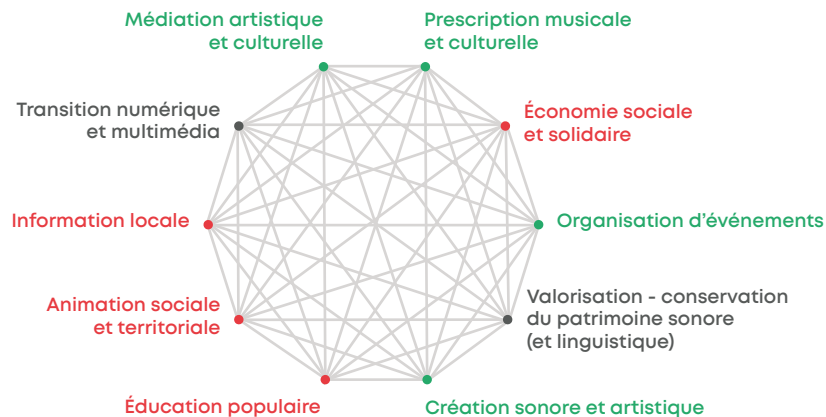 Médiation artistique
et culturelle
Prescription musicale
et culturelle
Transition numérique
et multimédia
Économie sociale
et solidaire
Information locale
Organisation d'événements
Animation sociale
et territoriale
Valorisation - conservation
du patrimoine sonore
(et linguistique)
Éducation populaire
Création sonore et artistique